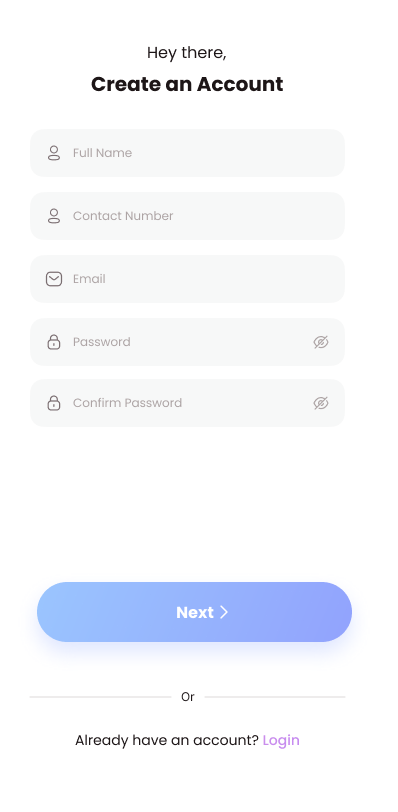 Hey there,
Create an Account
Full Name
Contact Number
Email
Password
Confirm Password
Next
Or
Already have an account? Login